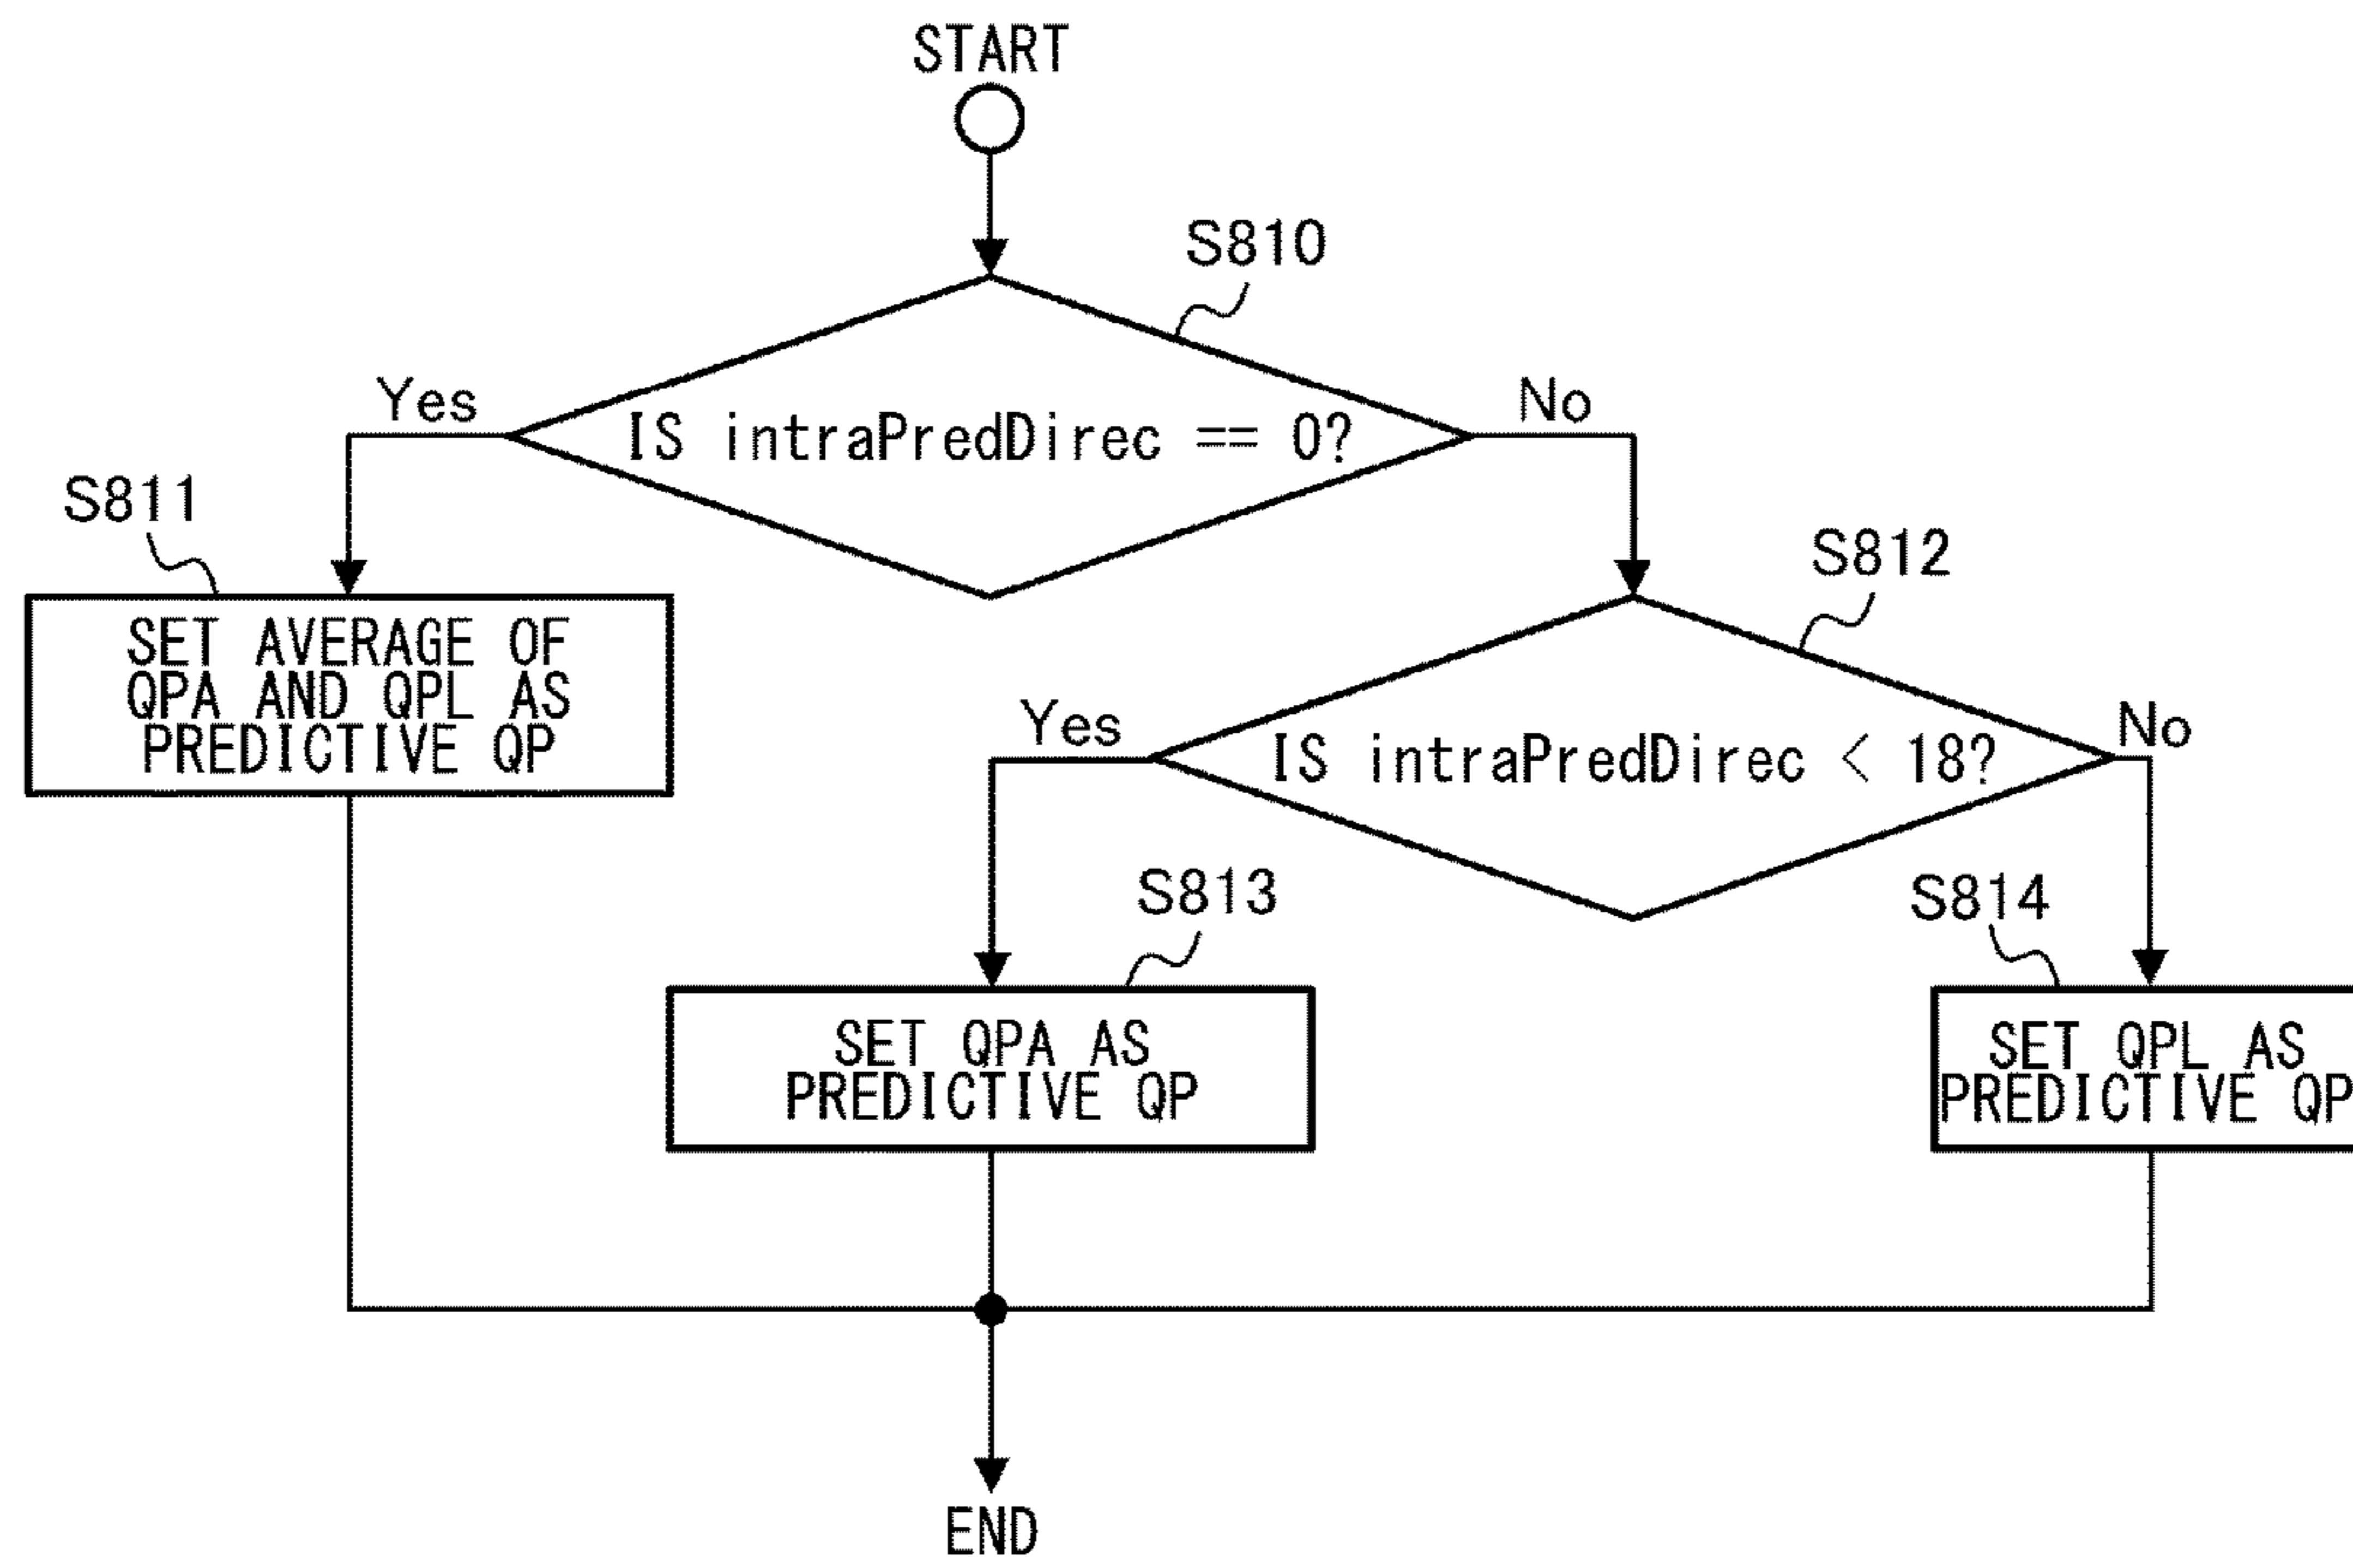 START
S810
Yes
IS intraPredDirec == 0?
No
S811
S812
SET AVERAGE OF
QPA AND QPL AS
PREDICTIVE QP
Yes
IS intraPredDirec < 18?
No
S813
S814
SET QPA AS
PREDICTIVE QP
SET QPL AS
PREDICTIVE QP
END